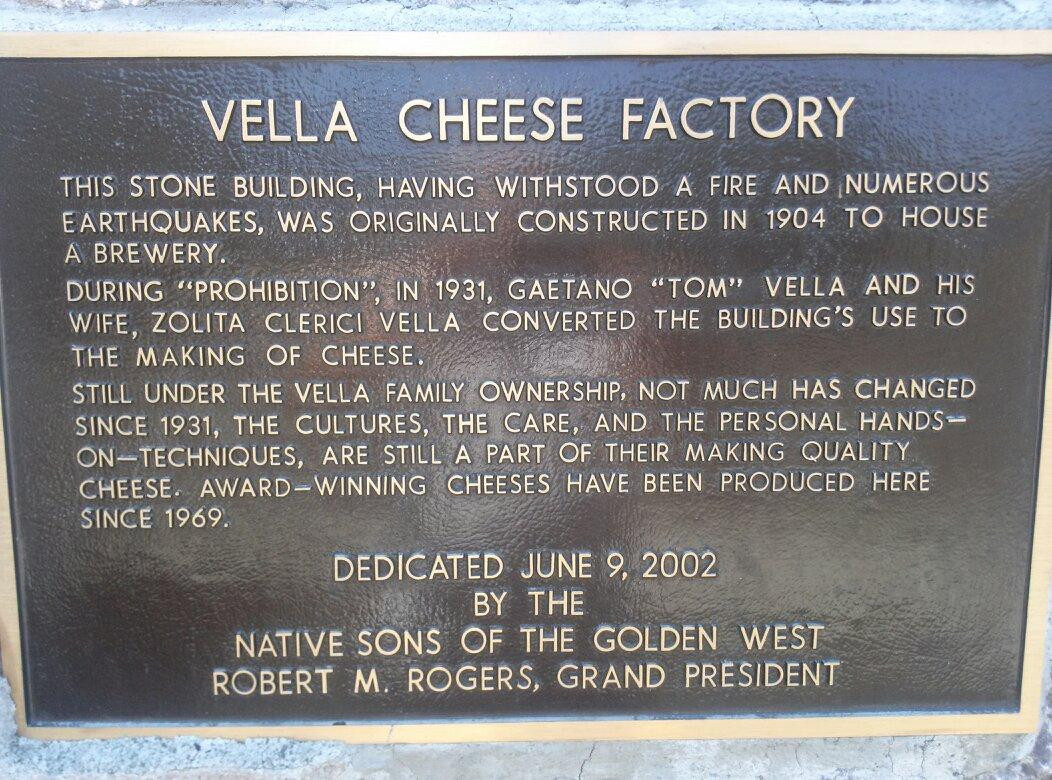 VELLA CHEESE FACTORY
THIS STONE BUILDING, HAVING WITHSTOOD A FIRE AND NUMEROUS
EARTHQUAKES, WAS ORIGINALLY CONSTRUCTED IN 1904 TO HOUSE
A BREWERY.
DURING "PROHIBITION", IN 1931, GAETANO "TOM" VELLA AND HIS
WIFE, ZOLITA CLERICI VELLA CONVERTED THE BUILDING'S USE TO
THE MAKING OF CHEESE.
STILL UNDER THE VELLA FAMILY OWNERSHIP, NOT MUCH HAS CHANGED
SINCE 1931, THE CULTURES, THE CARE, AND THE PERSONAL HANDS—
ON—TECHNIQUES, ARE STILL A PART OF THEIR MAKING QUALITY
CHEESE. AWARD—WINNING CHEESES HAVE BEEN PRODUCED HERE
SINCE 1969.
DEDICATED JUNE 9, 2002
BY THE
NATIVE SONS OF THE GOLDEN WEST
ROBERT M. ROGERS, GRAND PRESIDENT